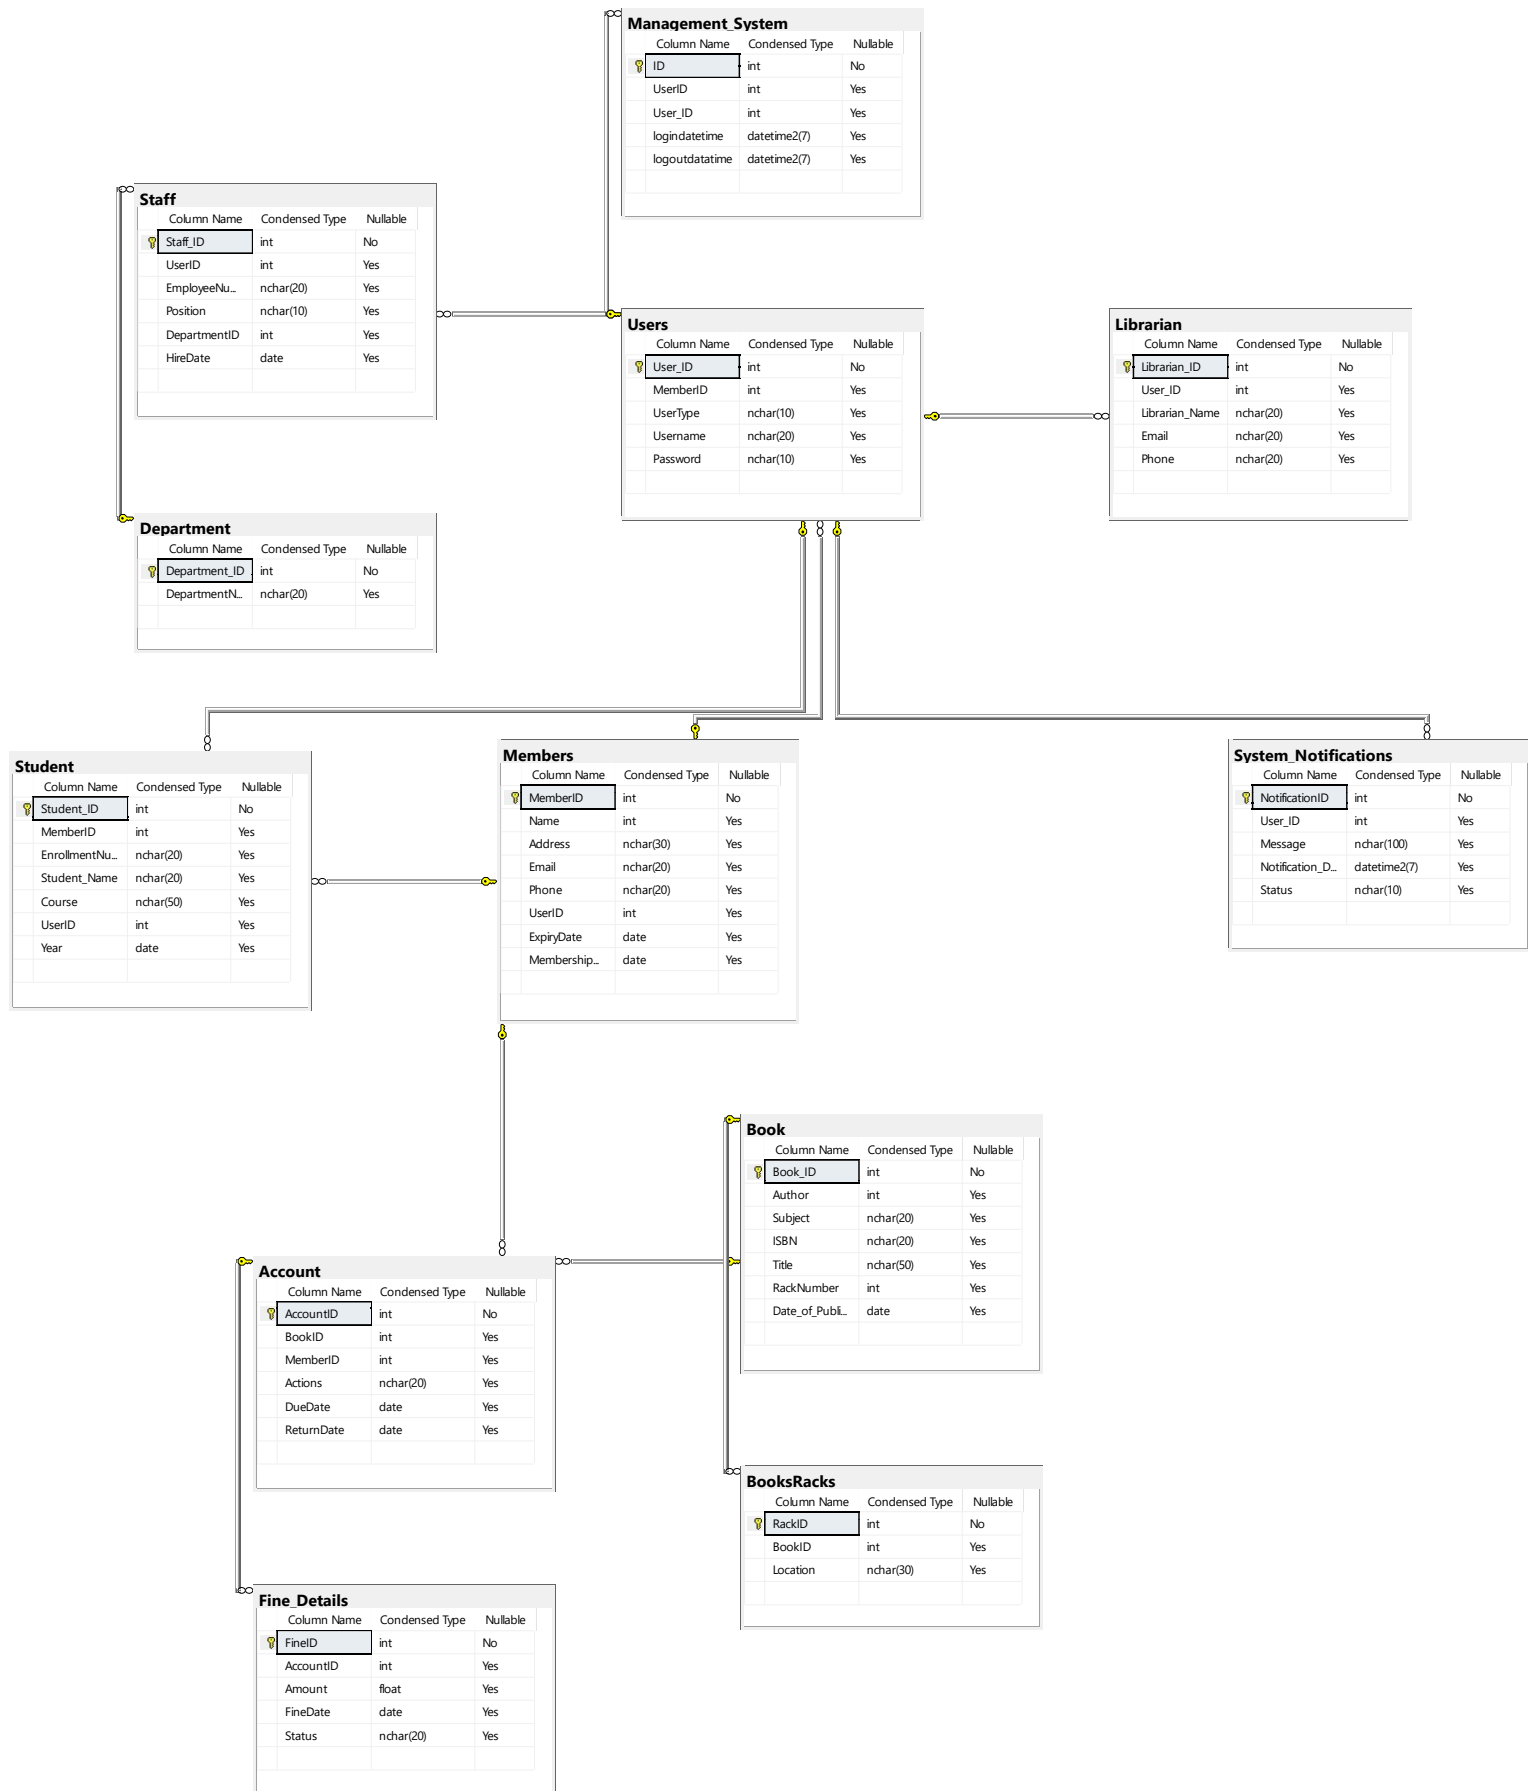 Management_System
Column Name Condensed Type Nullable
ID int No
UserID int Yes
User_ID int Yes
logindatetime datetime2(7) Yes
logoutdatatime datetime2(7) Yes
Staff
Column Name Condensed Type Nullable
Staff_ID int No
UserID int Yes
EmployeeNu... nchar(20) Yes
Position nchar(10) Yes
DepartmentID int Yes
HireDate date Yes
Users
Column Name Condensed Type Nullable
User_ID int No
MemberID int Yes
UserType nchar(10) Yes
Username nchar(20) Yes
Password nchar(10) Yes
Librarian
Column Name Condensed Type Nullable
Librarian_ID int No
User_ID int Yes
Librarian_Name nchar(20) Yes
Email nchar(20) Yes
Phone nchar(20) Yes
Department
Column Name Condensed Type Nullable
Department_ID int No
DepartmentN... nchar(20) Yes
Student
Column Name Condensed Type Nullable
Student_ID int No
MemberID int Yes
EnrollmentNu... nchar(20) Yes
Student_Name nchar(20) Yes
Course nchar(50) Yes
UserID int Yes
Year date Yes
Members
Column Name Condensed Type Nullable
MemberID int No
Name int Yes
Address nchar(30) Yes
Email nchar(20) Yes
Phone nchar(20) Yes
UserID int Yes
ExpiryDate date Yes
Membership... date Yes
System_Notifications
Column Name Condensed Type Nullable
NotificationID int No
User_ID int Yes
Message nchar(100) Yes
Notification_D... datetime2(7) Yes
Status nchar(10) Yes
Book
Column Name Condensed Type Nullable
Book_ID int No
Author int Yes
Subject nchar(20) Yes
ISBN nchar(20) Yes
Title nchar(50) Yes
RackNumber int Yes
Date_of_Publi... date Yes
Account
Column Name Condensed Type Nullable
AccountID int No
BookID int Yes
MemberID int Yes
Actions nchar(20) Yes
DueDate date Yes
ReturnDate date Yes
BooksRacks
Column Name Condensed Type Nullable
RackID int No
BookID int Yes
Location nchar(30) Yes
Fine_Details
Column Name Condensed Type Nullable
FineID int No
AccountID int Yes
Amount float Yes
FineDate date Yes
Status nchar(20) Yes